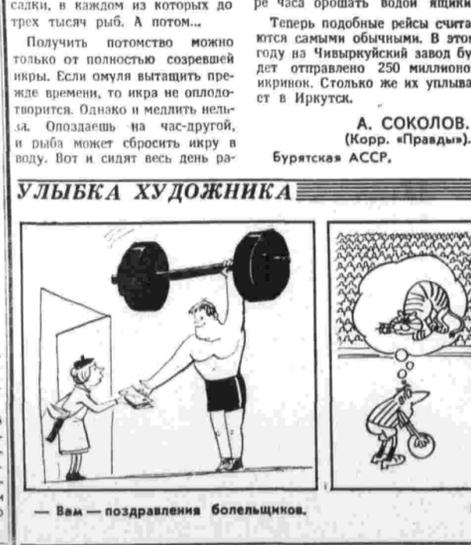 садки, в каждом из которых до
трех тысяч рыб. А потом...
Получить потомство можно
только от полностью созревшей
икры. Если омуля вытащить пре-
жде времени, то икра не оплодо-
творится. Однако и медлить нель-
зя. Опоздаешь на час-другой,
и рыба может сбросить икру в
воду. Вот и сидят весь день ра-
ре часа орошать водой ящики
Теперь подобные рейсы счита
ются самыми обычными. В этом
году на Чивыркуйский завод бу
дет отправлено 250 миллионо
икринок. Столько же их уплыва
ет в Иркутск.
А. СОКОЛОВ.
(Корр. «Правды»).
Бурятская АССР.
УЛЫБКА ХУДОЖНИКА
— Вам — поздравления болельщиков.